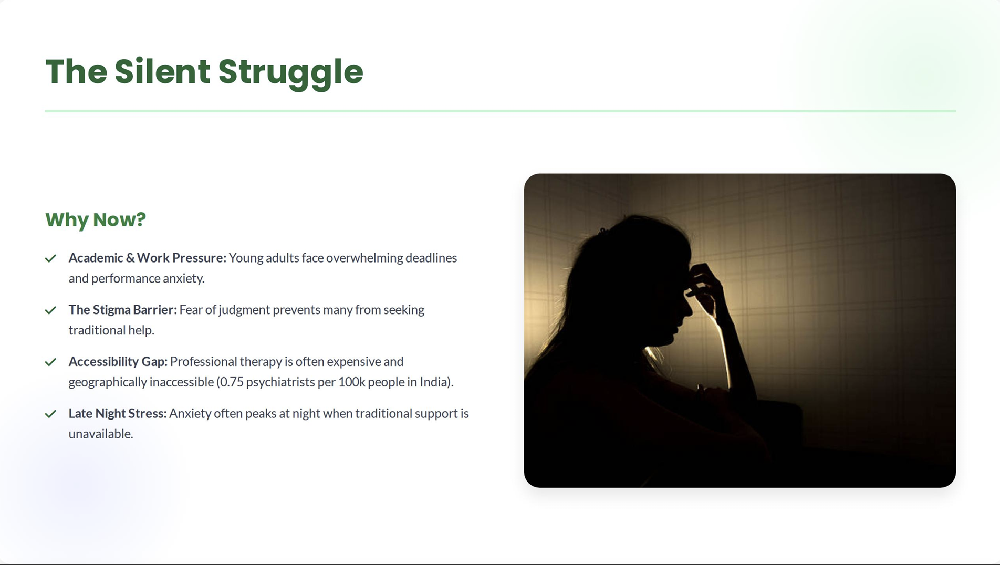 The Silent Struggle
Why Now?
Academic & Work Pressure: Young adults face overwhelming deadlines
and performance anxiety.
The Stigma Barrier: Fear of judgment prevents many from seeking
traditional help.
Accessibility Gap: Professional therapy is often expensive and
geographically inaccessible (0.75 psychiatrists per 100k people in India).
Late Night Stress: Anxiety often peaks at night when traditional support is
unavailable.